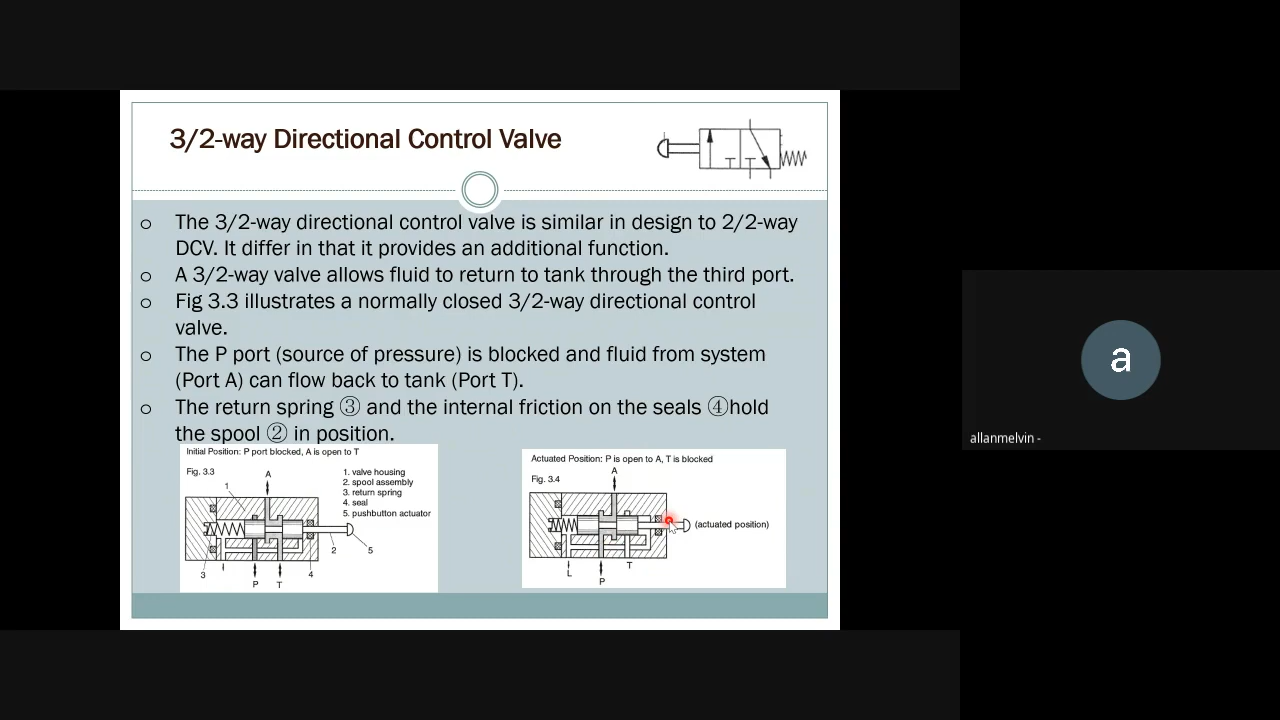 3/2-way Directional Control Valve
o The 3/2-way directional control valve is similar in design to 2/2-way
DCV. It differ in that it provides an additional function.
o A 3/2-way valve allows fluid to return to tank through the third port.
o Fig 3.3 illustrates a normally closed 3/2-way directional control
valve.
o The P port (source of pressure) is blocked and fluid from system
(Port A) can flow back to tank (Port T).
o The return spring ③ and the internal friction on the seals ④hold
the spool ② in position.
Initial Position: P port blocked, A is open to T
Fig. 3.3
A
1
1. valve housing
2. spool assembly
3. return spring
4. seal
5. pushbutton actuator
2
5
3
4
P
T
Actuated Position: P is open to A, T is blocked
A
Fig. 3.4
(actuated position)
L
T
P
a
allanmelvin -